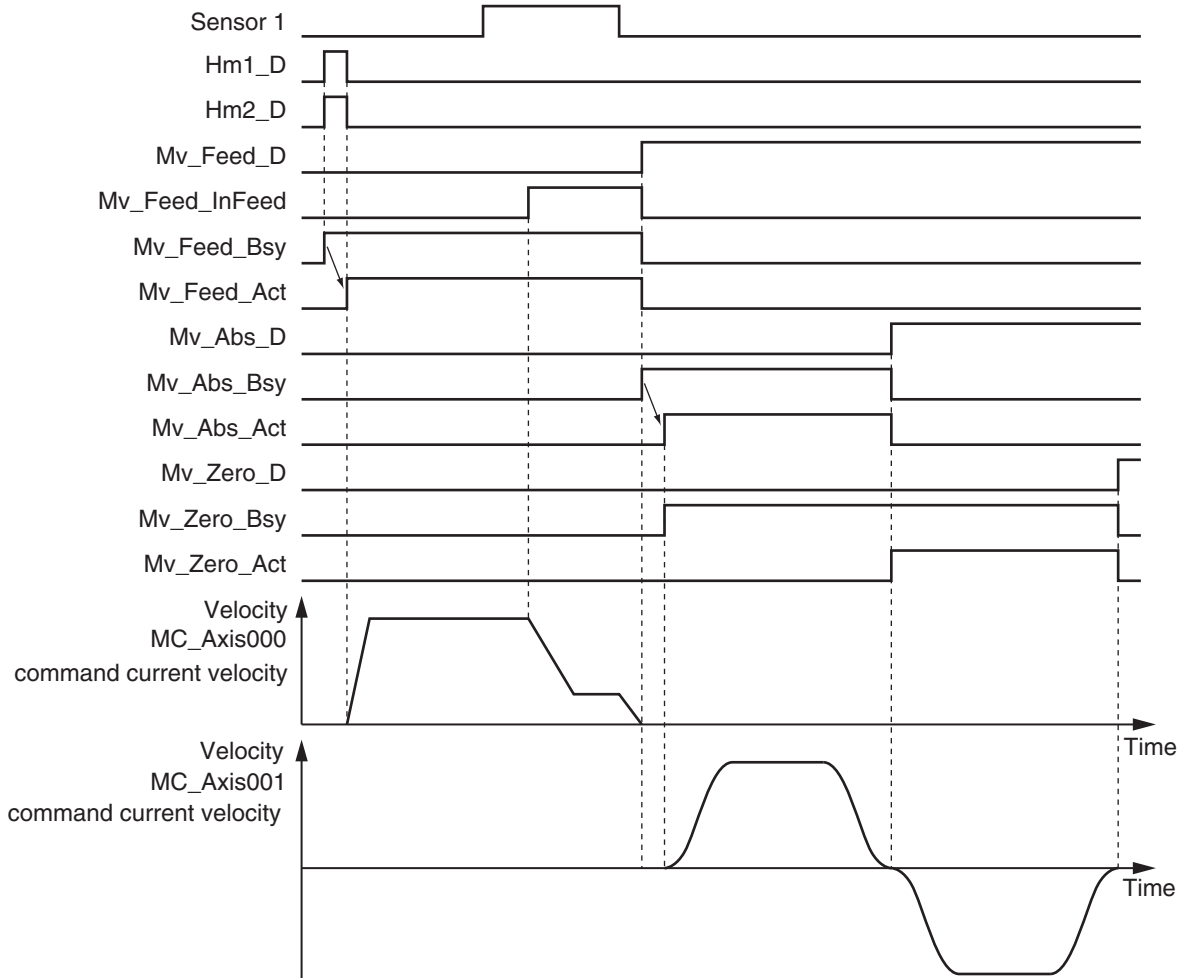 Sensor 1
Hm1_D
Hm2_D
Mv_Feed_D
Mv_Feed_InFeed
Mv_Feed_Bsy
Mv_Feed_Act
Mv_Abs_D
Mv_Abs_Bsy
Mv_Abs_Act
Mv_Zero_D
Mv_Zero_Bsy
Mv_Zero_Act
Velocity
MC_Axis000
command current velocity
Time
Velocity
MC_Axis001
command current velocity
Time